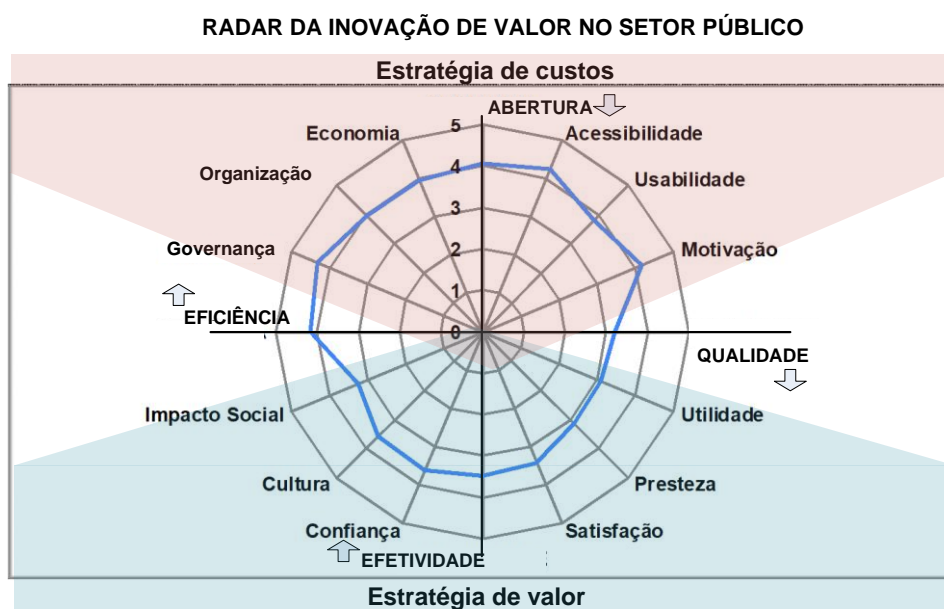 RADAR DA INOVAÇÃO DE VALOR NO SETOR PÚBLICO
Estratégia de custos
ABERTURA
5
Economia
Acessibilidade
4
Organização
Usabilidade
3
Governança
2
Motivação
1
EFICIÊNCIA
0
QUALIDADE
Impacto Social
Utilidade
Cultura
Presteza
Confiança
Satisfação
EFETIVIDADE
Estratégia de valor